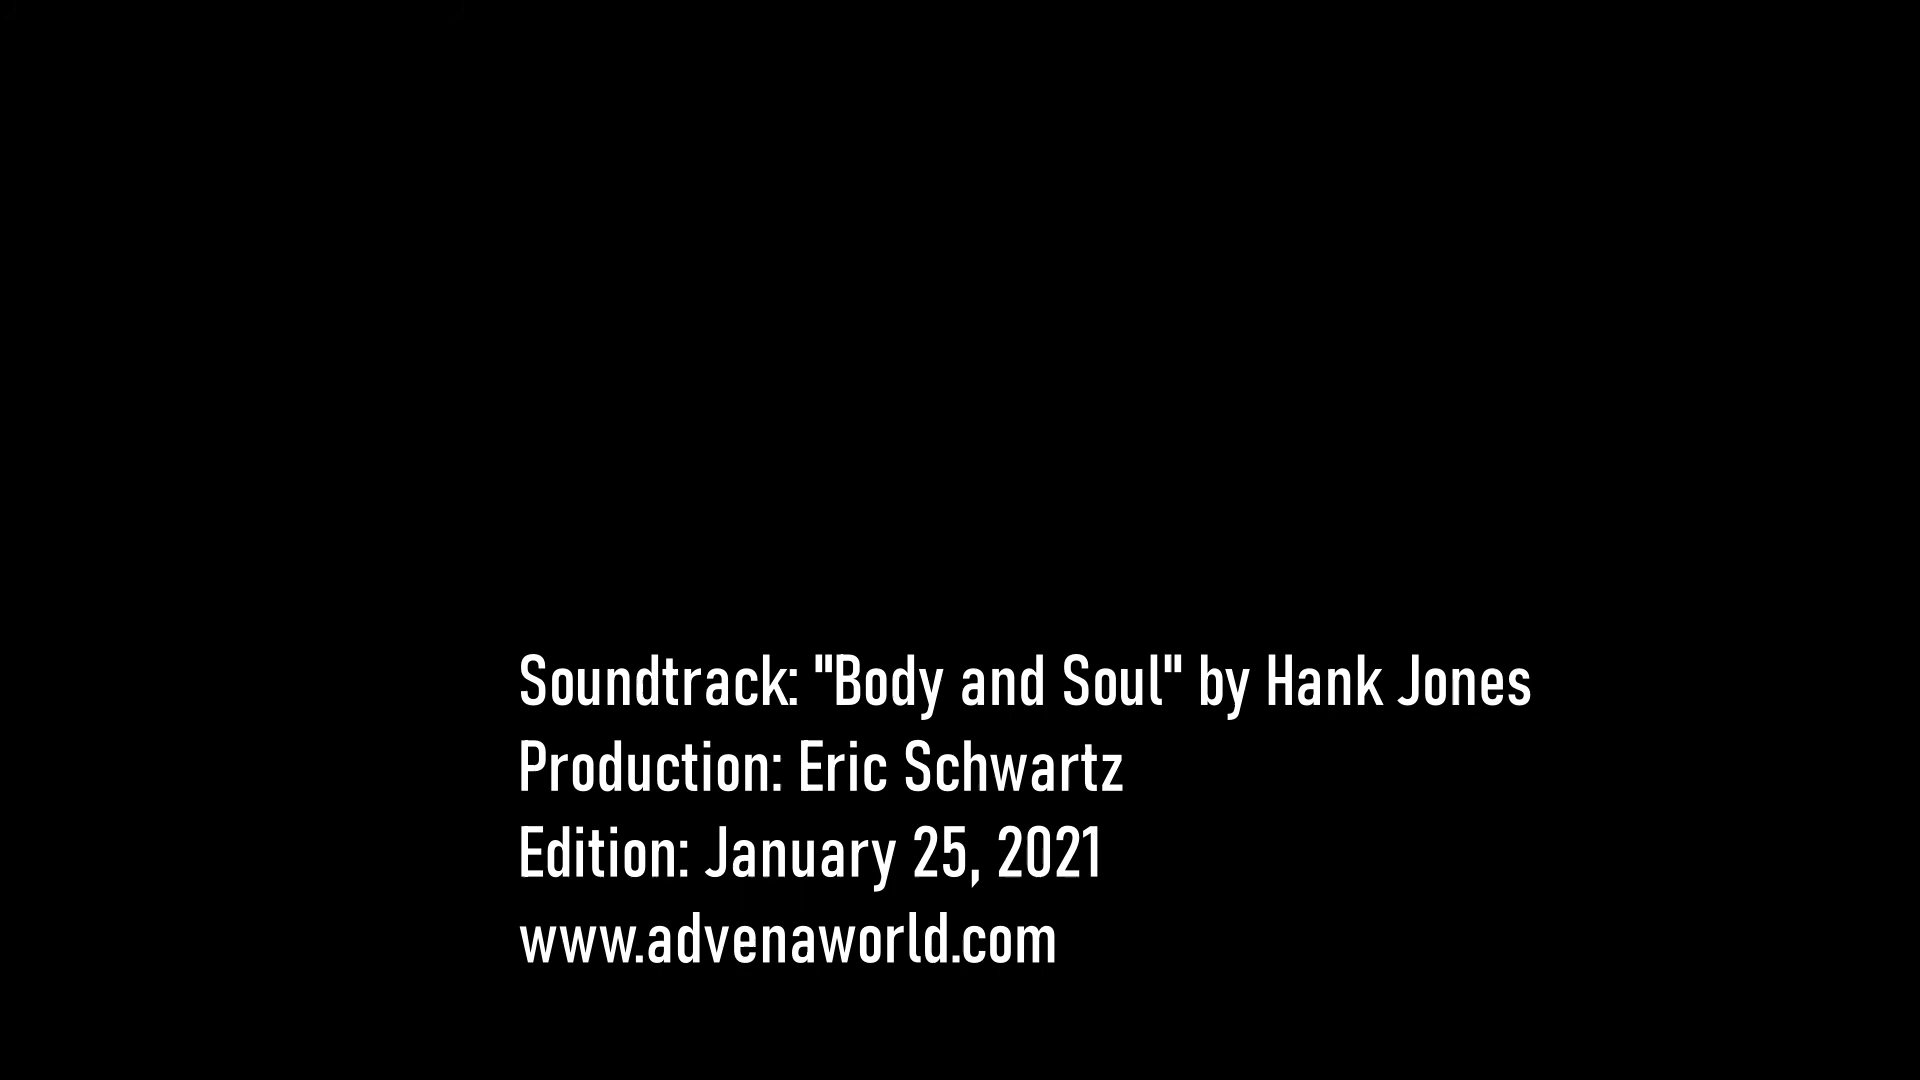 Soundtrack: "Body and Soul" by Hank Jones
Production: Eric Schwartz
Edition: January 25, 2021
www.advenaworld.com